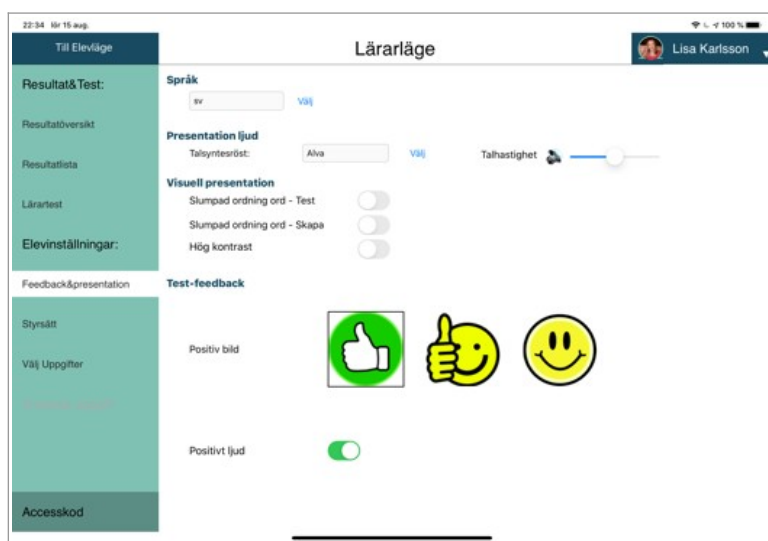 22:34 lör 15 aug.
100 %
Till Elevläge
Lärarläge
Lisa Karlsson
Resultat&Test:
Resultatöversikt
Resultatlista
Lärartest
Elevinställningar:
Feedback&presentation
Styrsätt
Välj Uppgifter
Accesskod
Språk
sv
Välj
Presentation ljud
Talsyntesröst:
Alva
Välj
Talhastighet
Visuell presentation
Slumpad ordning ord - Test
Slumpad ordning ord - Skapa
Hög kontrast
Test-feedback
Positiv bild
Positivt ljud